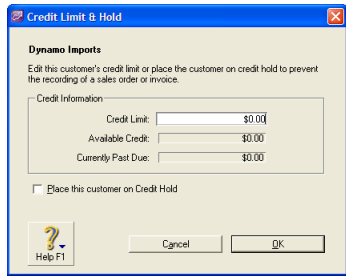 Credit Limit & Hold
Dynamo Imports
Edit this customer's credit limit or place the customer on credit hold to prevent
the recording of a sales order or invoice.
Credit Information
Credit Limit: $0.00
Available Credit: $0.00
Currently Past Due: $0.00
Place this customer on Credit Hold
Help F1
Cancel
OK